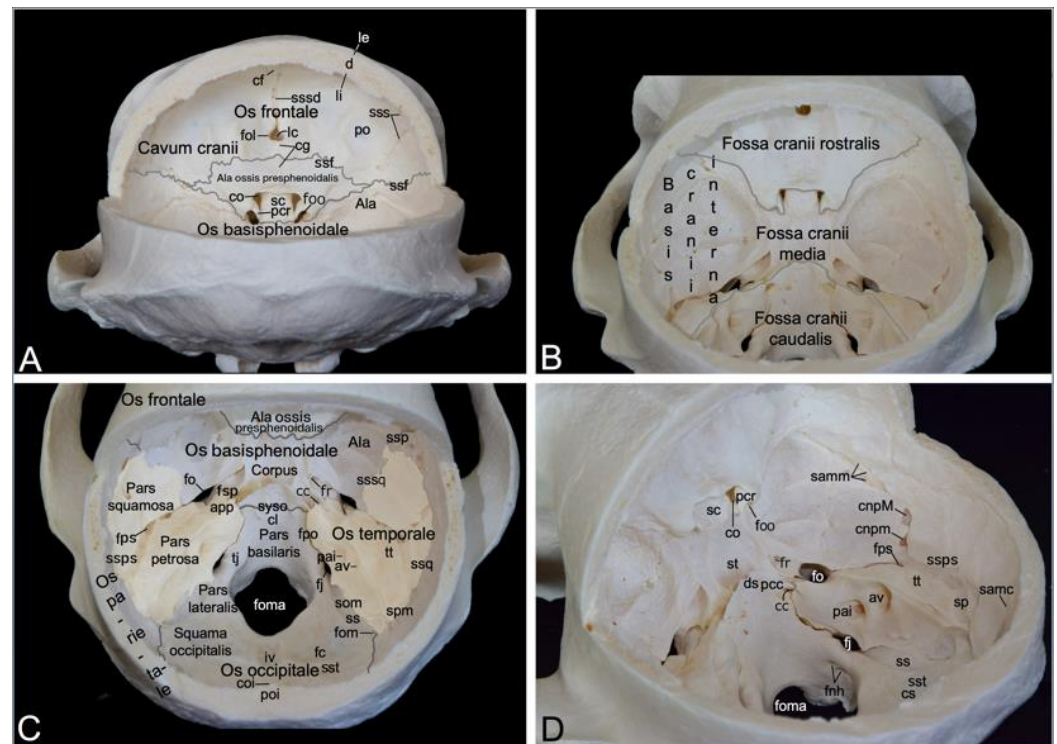 le
d
cf
li
sssd
Os frontale
sss
fol
lc
po
cg
Cavum cranii
ssf
Ala ossis presphenoidalis
ssf
co
sc
foo
Ala
pcr
Os basisphenoidale
A
Fossa cranii rostralis
Basis
cranii
interna
Fossa cranii
media
Fossa cranii
caudalis
B
Os frontale
Ala ossis
presphenoidalis
Ala
ssp
Os basisphenoidale
Corpus
sssq
fo
fsp
cc
fr
Pars
squamosa
app
syso
cl
fpo
Os temporale
fps
Pars
petrosa
Pars
basilaris
tt
ssps
tj
pai
av
ssq
fj
Os pa-rie-ta-le
Pars
lateralis
foma
som
spm
ss
fom
Squama
occipitalis
iv
fc
Os occipitale
sst
coi
poi
C
samm
pcr
cnpM
sc
foo
co
cnpm
fps
ssps
st
fr
fo
tt
ds
pcc
cc
av
sp
samc
pai
fj
ss
sst
fnh
cs
foma
D